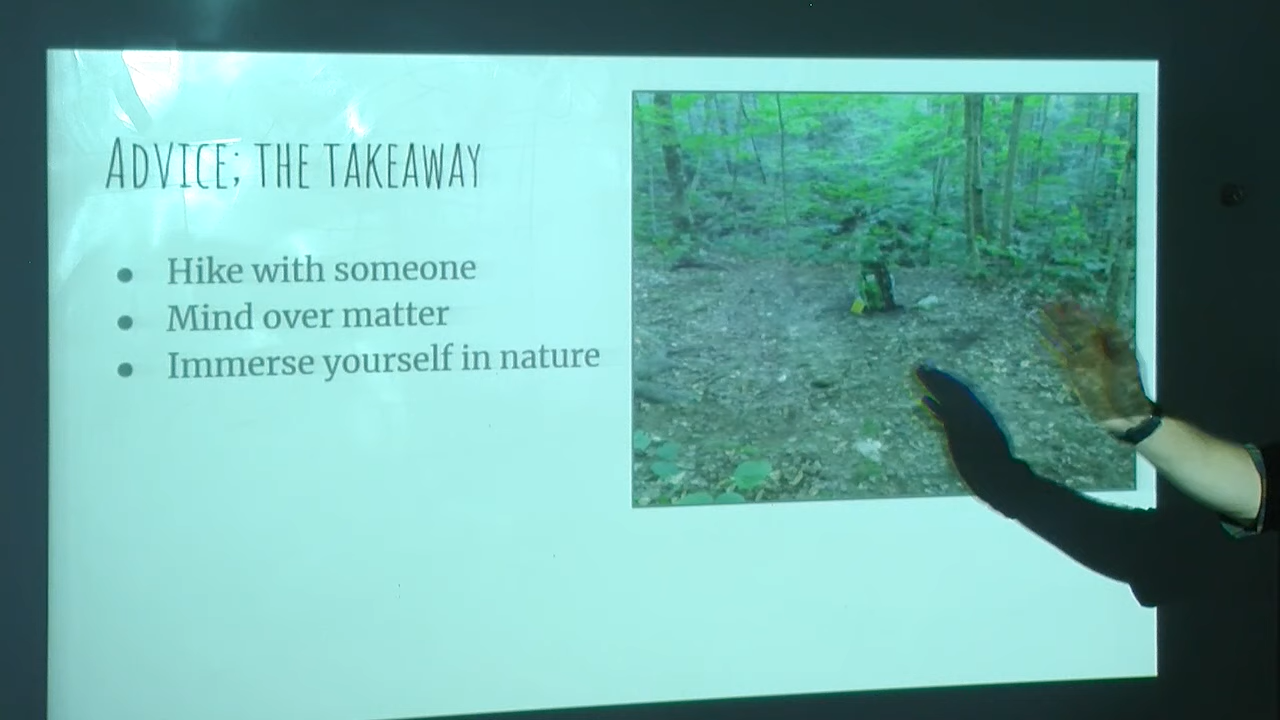 Advice; the takeaway
Hike with someone
Mind over matter
Immerse yourself in nature